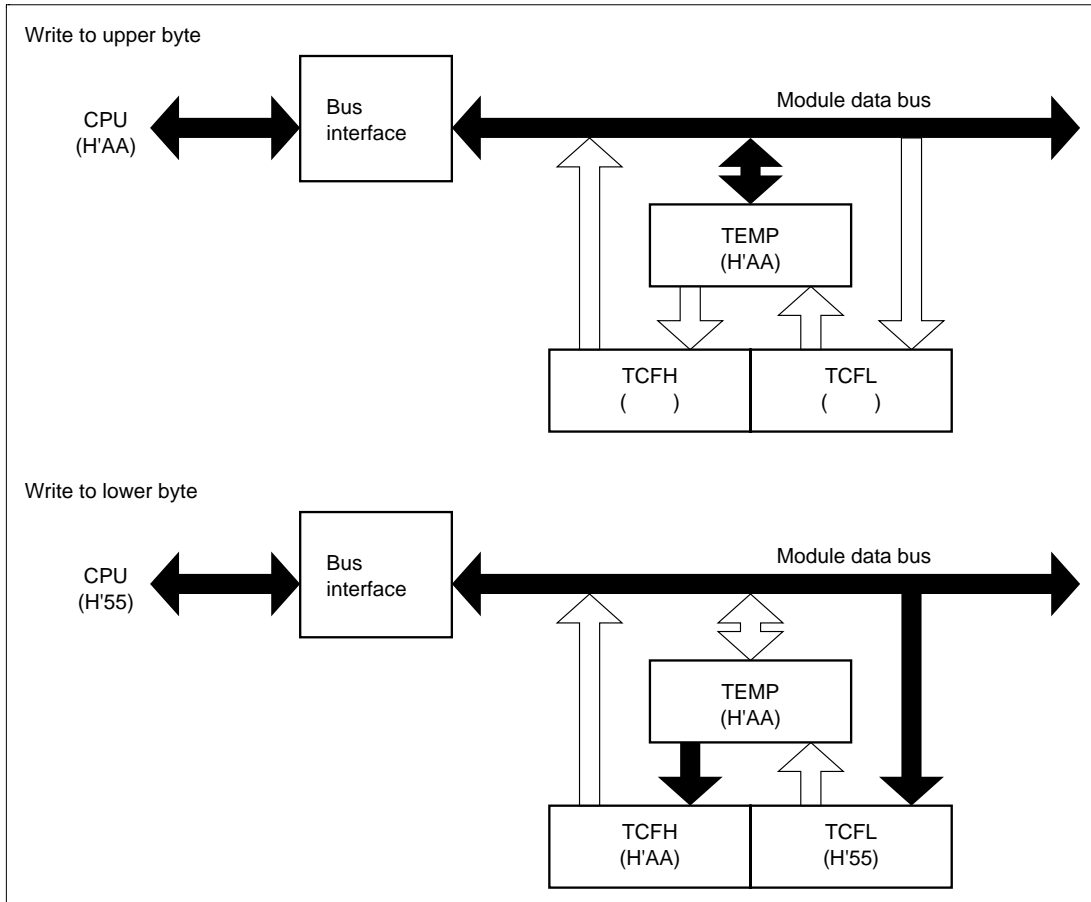 Write to upper byte
CPU
(H'AA)
Bus
interface
Module data bus
TEMP
(H'AA)
TCFH
(    )
TCFL
(    )
Write to lower byte
CPU
(H'55)
Bus
interface
Module data bus
TEMP
(H'AA)
TCFH
(H'AA)
TCFL
(H'55)